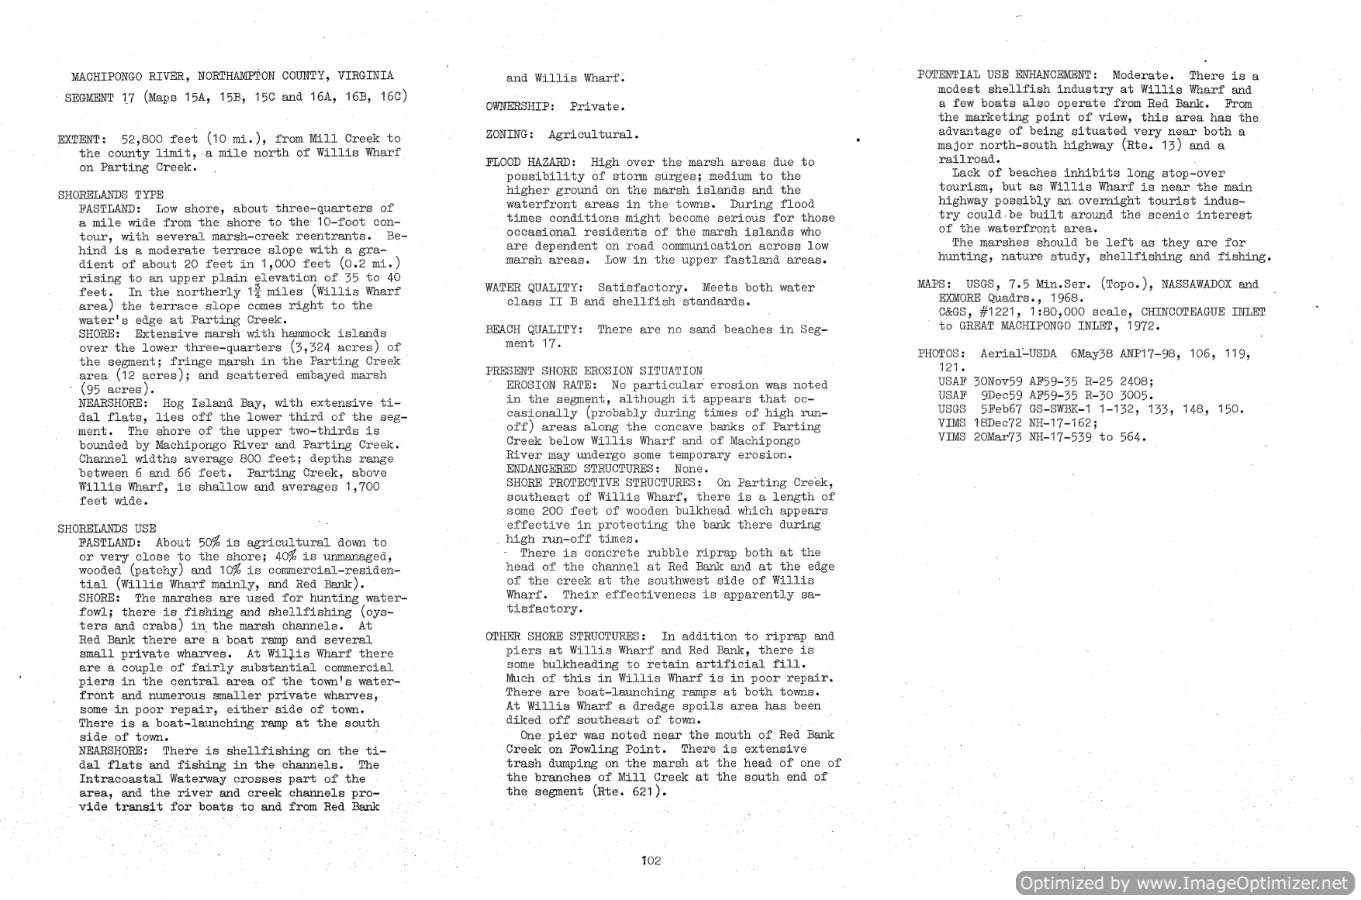 MACHIPONGO RIVER, NORTHAMPTON COUNTY, VIRGINIA
SEGMENT 17 (Maps 15A, 15B, 15C and 16A, 16B, 16C)
EXTENT: 52,800 feet (10 mi.), from Mill Creek to
the county limit, a mile north of Willis Wharf
on Parting Creek.
SHORELANDS TYPE
FASTLAND: Low shore, about three-quarters of
a mile wide from the shore to the 10-foot con-
tour, with several marsh-creek reentrants. Be-
hind is a moderate terrace slope with a gra-
dient of about 20 feet in 1,000 feet (0.2 mi.)
rising to an upper plain elevation of 35 to 40
feet. In the northerly 1¾ miles (Willis Wharf
area) the terrace slope comes right to the
water's edge at Parting Creek.
SHORE: Extensive marsh with hammock islands
over the lower three-quarters (3,324 acres) of
the segment; fringe marsh in the Parting Creek
area (12 acres); and scattered embayed marsh
(95 acres).
NEARSHORE: Hog Island Bay, with extensive ti-
dal flats, lies off the lower third of the seg-
ment. The shore of the upper two-thirds is
bounded by Machipongo River and Parting Creek.
Channel widths average 800 feet; depths range
between 6 and 66 feet. Parting Creek, above
Willis Wharf, is shallow and averages 1,700
feet wide.
SHORELANDS USE
FASTLAND: About 50% is agricultural down to
or very close to the shore; 40% is unmanaged,
wooded (patchy) and 10% is commercial-residen-
tial (Willis Wharf mainly, and Red Bank).
SHORE: The marshes are used for hunting water-
fowl; there is fishing and shellfishing (oys-
ters and crabs) in the marsh channels. At
Red Bank there are a boat ramp and several
small private wharves. At Willis Wharf there
are a couple of fairly substantial commercial
piers in the central area of the town's water-
front and numerous smaller private wharves,
some in poor repair, either side of town.
There is a boat-launching ramp at the south
side of town.
NEARSHORE: There is shellfishing on the ti-
dal flats and fishing in the channels. The
Intracoastal Waterway crosses part of the
area, and the river and creek channels pro-
vide transit for boats to and from Red Bank
and Willis Wharf.
OWNERSHIP: Private.
ZONING: Agricultural.
FLOOD HAZARD: High over the marsh areas due to
possibility of storm surges; medium to the
higher ground on the marsh islands and the
waterfront areas in the towns. During flood
times conditions might become serious for those
occasional residents of the marsh islands who
are dependent on road communication across low
marsh areas. Low in the upper fastland areas.
WATER QUALITY: Satisfactory. Meets both water
class II B and shellfish standards.
BEACH QUALITY: There are no sand beaches in Seg-
ment 17.
PRESENT SHORE EROSION SITUATION
EROSION RATE: No particular erosion was noted
in the segment, although it appears that oc-
casionally (probably during times of high run-
off) areas along the concave banks of Parting
Creek below Willis Wharf and of Machipongo
River may undergo some temporary erosion.
ENDANGERED STRUCTURES: None.
SHORE PROTECTIVE STRUCTURES: On Parting Creek,
southeast of Willis Wharf, there is a length of
some 200 feet of wooden bulkhead which appears
effective in protecting the bank there during
high run-off times.
There is concrete rubble riprap both at the
head of the channel at Red Bank and at the edge
of the creek at the southwest side of Willis
Wharf. Their effectiveness is apparently sa-
tisfactory.
OTHER SHORE STRUCTURES: In addition to riprap and
piers at Willis Wharf and Red Bank, there is
some bulkheading to retain artificial fill.
Much of this in Willis Wharf is in poor repair.
There are boat-launching ramps at both towns.
At Willis Wharf a dredge spoils area has been
diked off southeast of town.
One pier was noted near the mouth of Red Bank
Creek on Fowling Point. There is extensive
trash dumping on the marsh at the head of one of
the branches of Mill Creek at the south end of
the segment (Rte. 621).
POTENTIAL USE ENHANCEMENT: Moderate. There is a
modest shellfish industry at Willis Wharf and
a few boats also operate from Red Bank. From
the marketing point of view, this area has the
advantage of being situated very near both a
major north-south highway (Rte. 13) and a
railroad.
Lack of beaches inhibits long stop-over
tourism, but as Willis Wharf is near the main
highway possibly an overnight tourist indus-
try could be built around the scenic interest
of the waterfront area.
The marshes should be left as they are for
hunting, nature study, shellfishing and fishing.
MAPS: USGS, 7.5 Min.Ser. (Topo.), NASSAWADOX and
EXMORE Quadrs., 1968.
C&GS, #1221, 1:80,000 scale, CHINCOTEAGUE INLET
to GREAT MACHIPONGO INLET, 1972.
PHOTOS: Aerial-USDA 6May38 ANP17-98, 106, 119,
121.
USAF 30Nov59 AF59-35 R-25 2408;
USAF 9Dec59 AF59-35 R-30 3005.
USGS 5Feb67 GS-SWBK-1 1-132, 133, 148, 150.
VIMS 18Dec72 NH-17-162;
VIMS 20Mar73 NH-17-539 to 564.
102
Optimized by www.ImageOptimizer.net